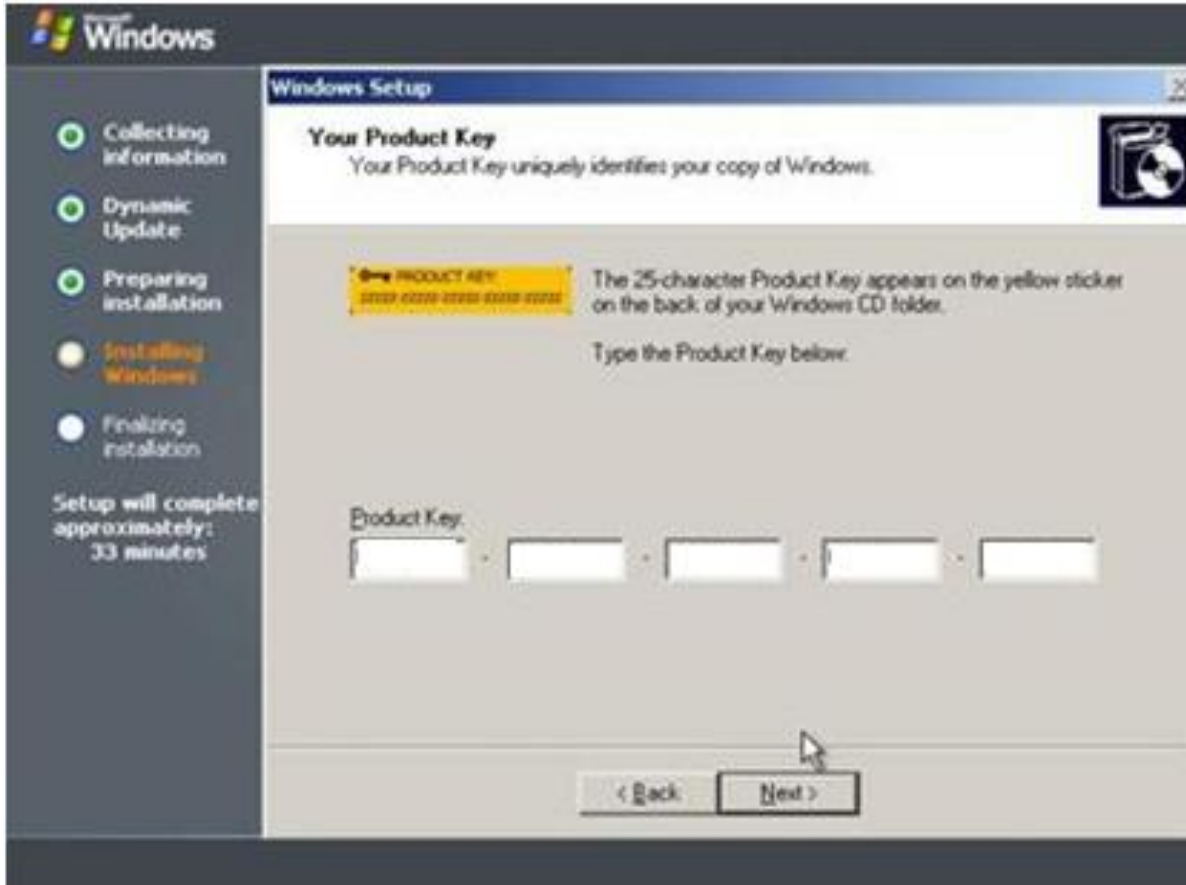 Microsoft
Windows
Collecting
information
Dynamic
Update
Preparing
installation
Installing
Windows
Finalizing
installation
Setup will complete
approximately:
33 minutes
Windows Setup
Your Product Key
Your Product Key uniquely identifies your copy of Windows.
PRODUCT KEY:
The 25-character Product Key appears on the yellow sticker
on the back of your Windows CD folder.
Type the Product Key below:
Product Key:
- - - -
< Back
Next >